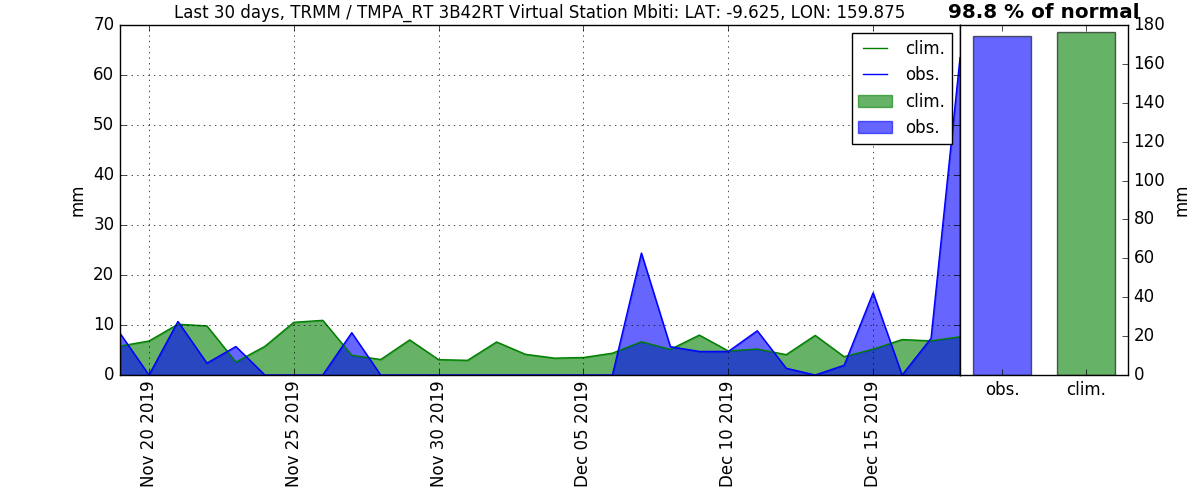 Last 30 days, TRMM / TMPA_RT 3B42RT Virtual Station Mbiti: LAT: -9.625, LON: 159.875
98.8 % of normal
70
60
50
40
30
20
10
0
mm
clim.
obs.
clim.
obs.
180
160
140
120
100
80
60
40
20
0
mm
obs.
clim.
Nov 20 2019
Nov 25 2019
Nov 30 2019
Dec 05 2019
Dec 10 2019
Dec 15 2019